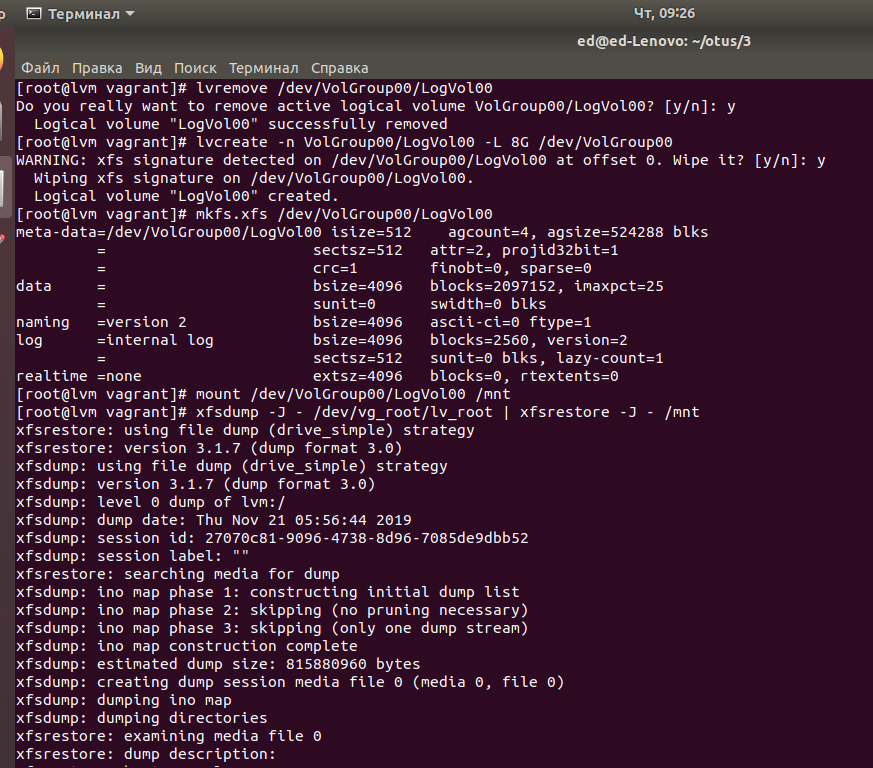 Терминал
Чт, 09:26
ed@ed-Lenovo: ~/otus/3
Файл Правка Вид Поиск Терминал Справка
[root@lvm vagrant]# lvremove /dev/VolGroup00/LogVol00
Do you really want to remove active logical volume VolGroup00/LogVol00? [y/n]: y
  Logical volume "LogVol00" successfully removed
[root@lvm vagrant]# lvcreate -n VolGroup00/LogVol00 -L 8G /dev/VolGroup00
WARNING: xfs signature detected on /dev/VolGroup00/LogVol00 at offset 0. Wipe it? [y/n]: y
  Wiping xfs signature on /dev/VolGroup00/LogVol00.
  Logical volume "LogVol00" created.
[root@lvm vagrant]# mkfs.xfs /dev/VolGroup00/LogVol00
meta-data=/dev/VolGroup00/LogVol00 isize=512    agcount=4, agsize=524288 blks
         =                       sectsz=512   attr=2, projid32bit=1
         =                       crc=1        finobt=0, sparse=0
data     =                       bsize=4096   blocks=2097152, imaxpct=25
         =                       sunit=0      swidth=0 blks
naming   =version 2              bsize=4096   ascii-ci=0 ftype=1
log      =internal log           bsize=4096   blocks=2560, version=2
         =                       sectsz=512   sunit=0 blks, lazy-count=1
realtime =none                   extsz=4096   blocks=0, rtextents=0
[root@lvm vagrant]# mount /dev/VolGroup00/LogVol00 /mnt
[root@lvm vagrant]# xfsdump -J - /dev/vg_root/lv_root | xfsrestore -J - /mnt
xfsrestore: using file dump (drive_simple) strategy
xfsrestore: version 3.1.7 (dump format 3.0)
xfsdump: using file dump (drive_simple) strategy
xfsdump: version 3.1.7 (dump format 3.0)
xfsdump: level 0 dump of lvm:/
xfsdump: dump date: Thu Nov 21 05:56:44 2019
xfsdump: session id: 27070c81-9096-4738-8d96-7085de9dbb52
xfsdump: session label: ""
xfsrestore: searching media for dump
xfsdump: ino map phase 1: constructing initial dump list
xfsdump: ino map phase 2: skipping (no pruning necessary)
xfsdump: ino map phase 3: skipping (only one dump stream)
xfsdump: ino map construction complete
xfsdump: estimated dump size: 815880960 bytes
xfsdump: creating dump session media file 0 (media 0, file 0)
xfsdump: dumping ino map
xfsdump: dumping directories
xfsrestore: examining media file 0
xfsrestore: dump description: